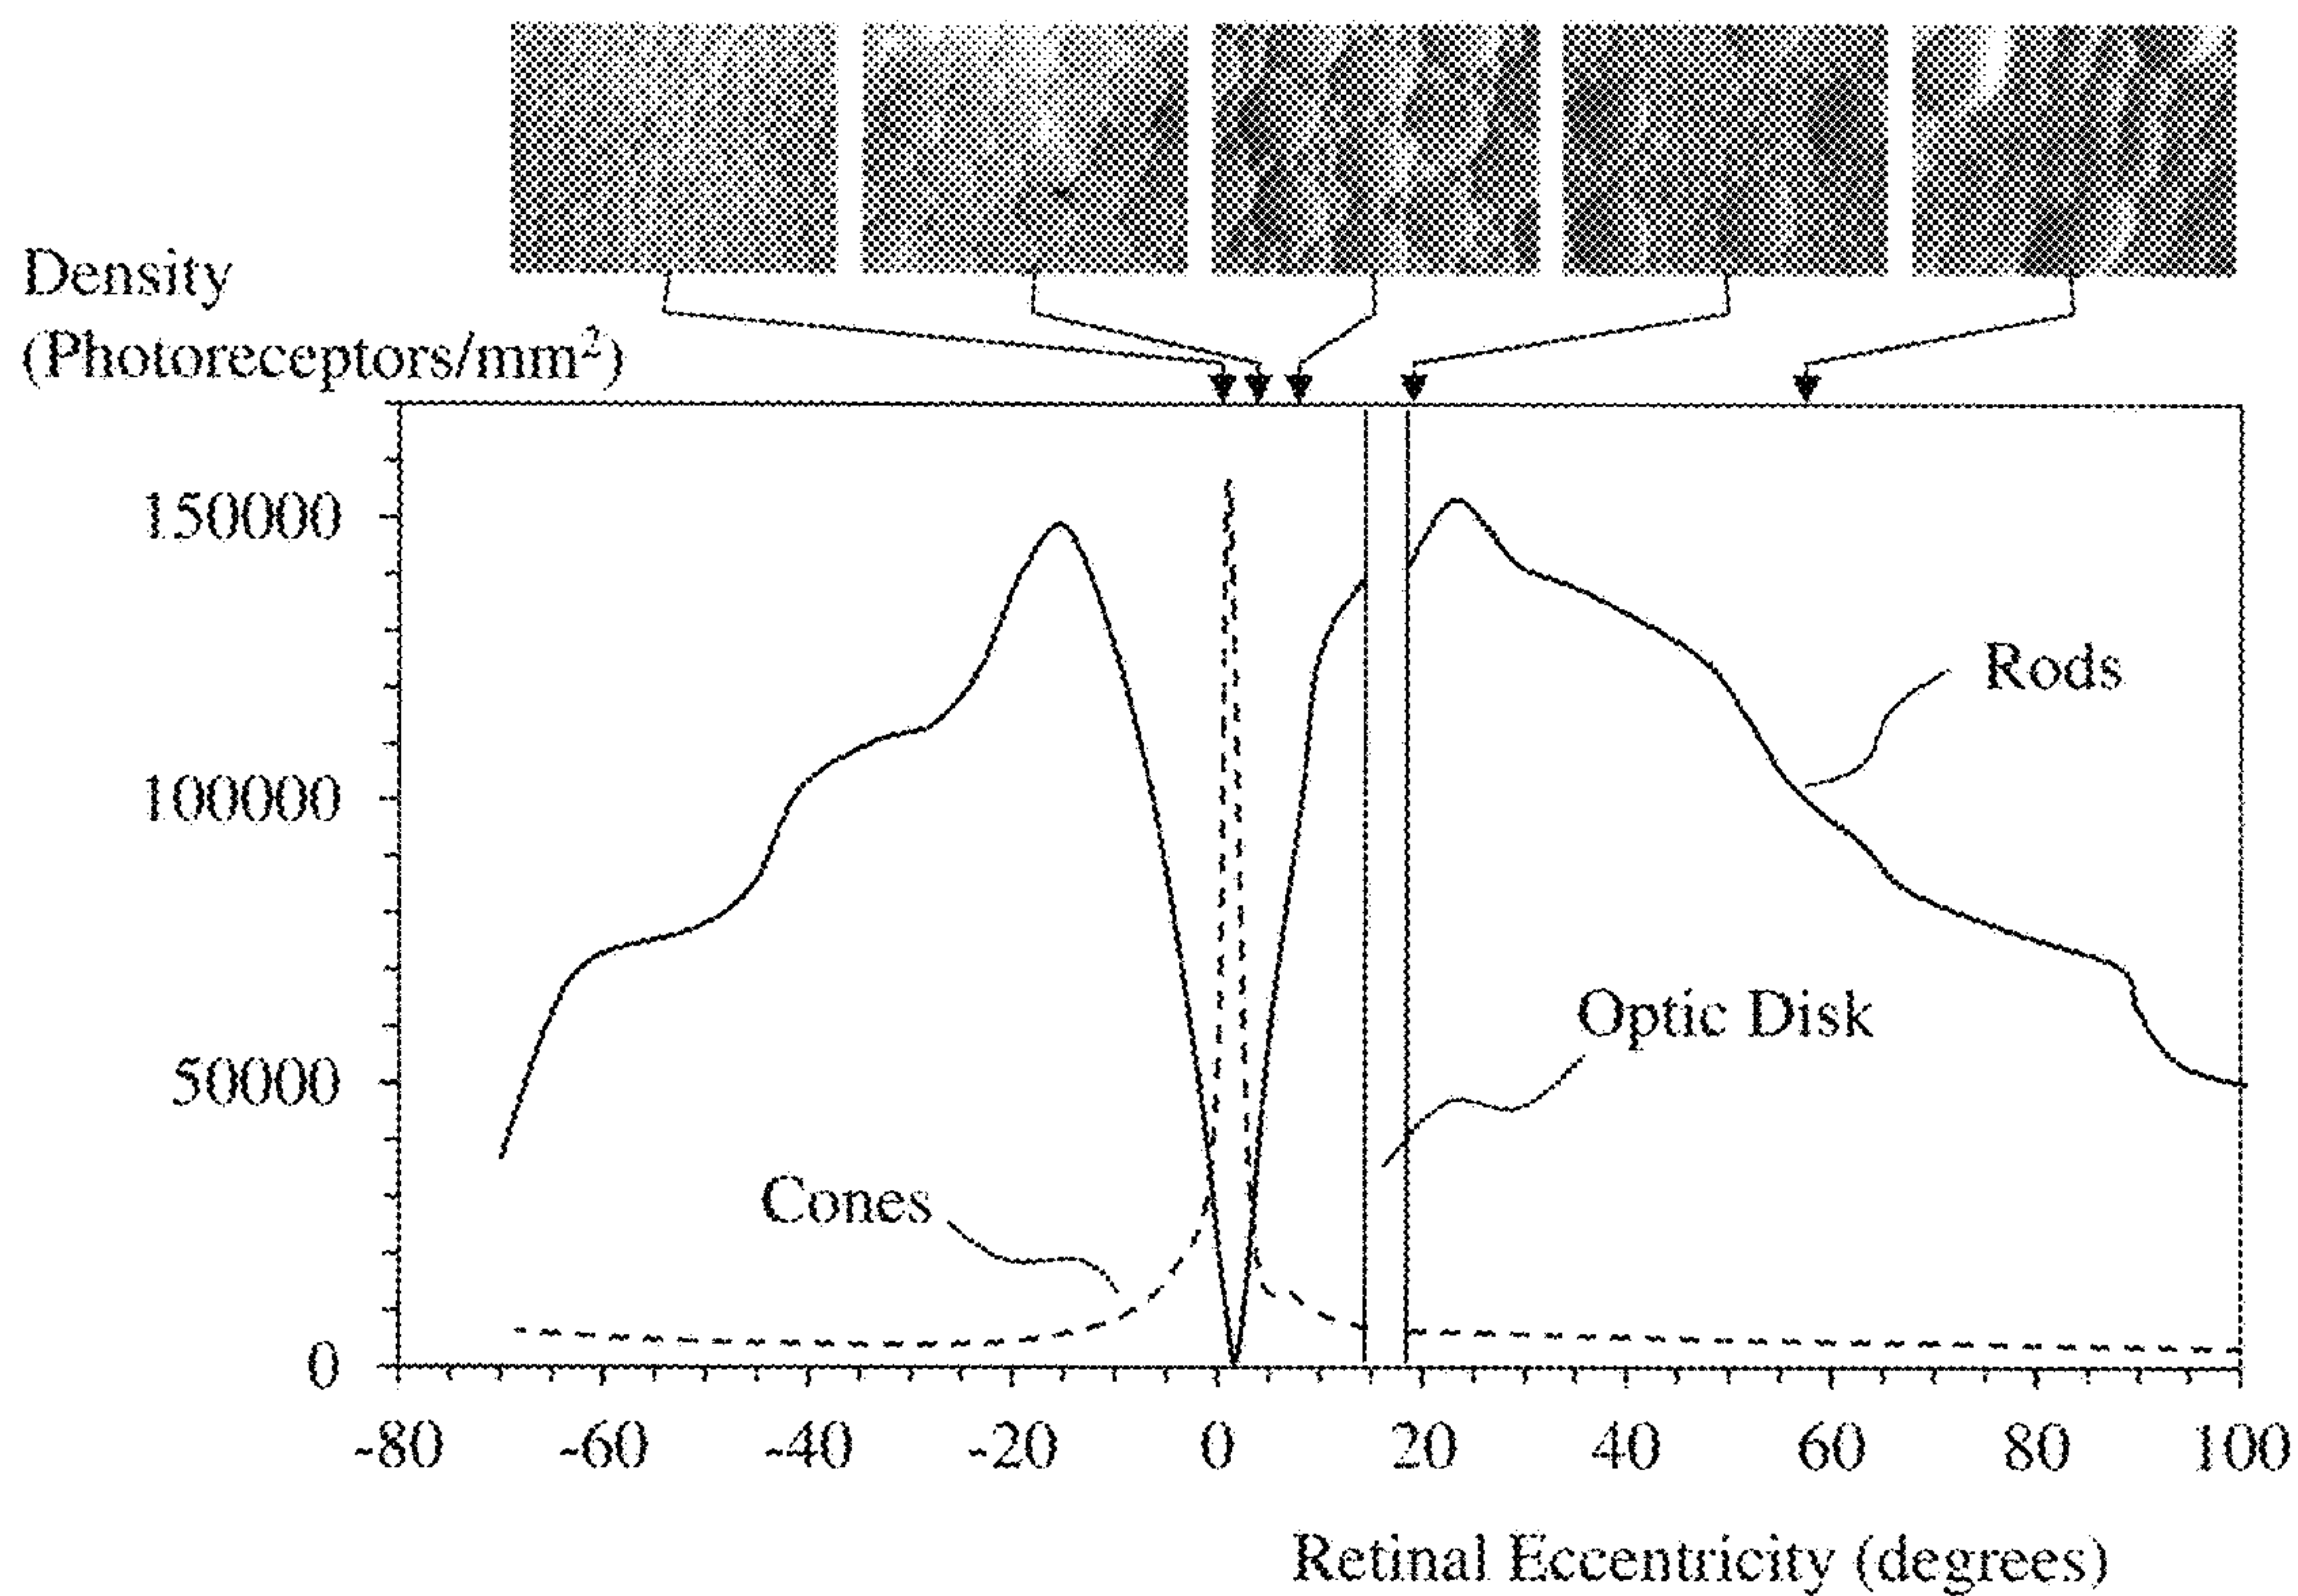 Density
(Photoreceptors/mm²)
150000
Rods
100000
Optic Disk
50000
Cones
0
-80 -60 -40 -20 0 20 40 60 80 100
Retinal Eccentricity (degrees)